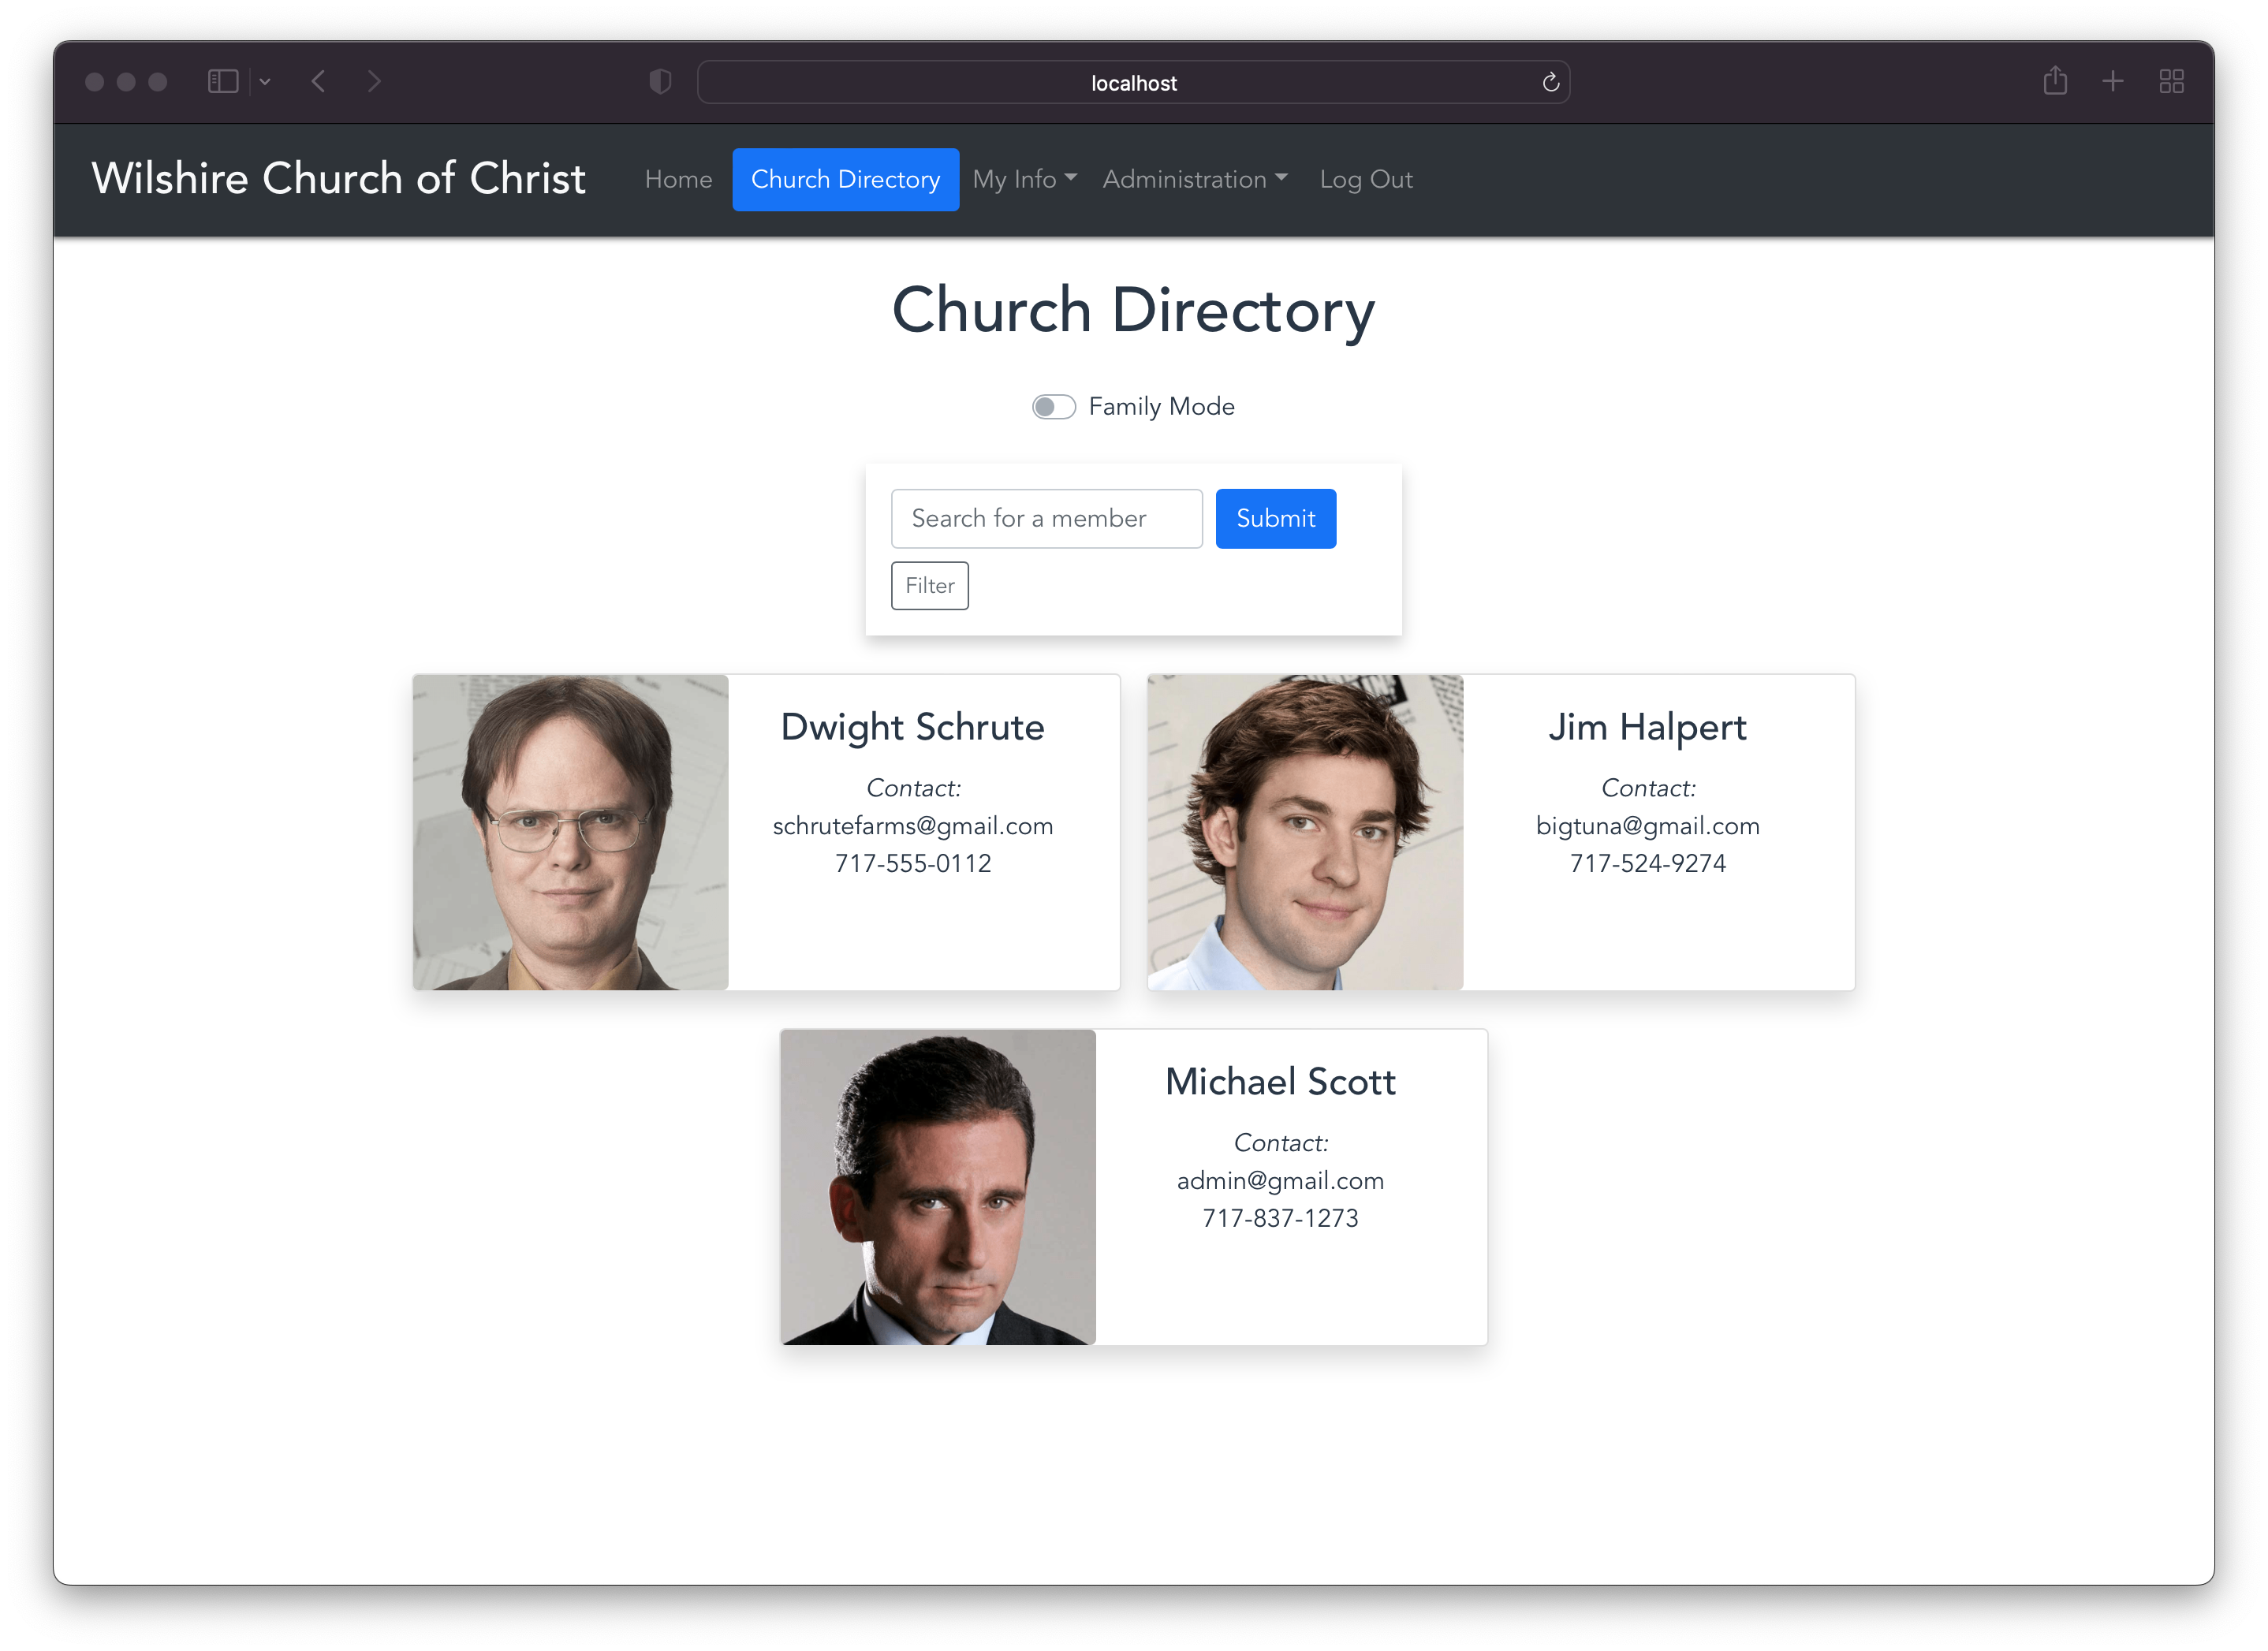 localhost
Wilshire Church of Christ Home Church Directory My Info Administration Log Out
Church Directory
Family Mode
Search for a member Submit
Filter
Dwight Schrute
Contact:
schrutefarms@gmail.com
717-555-0112
Jim Halpert
Contact:
bigtuna@gmail.com
717-524-9274
Michael Scott
Contact:
admin@gmail.com
717-837-1273